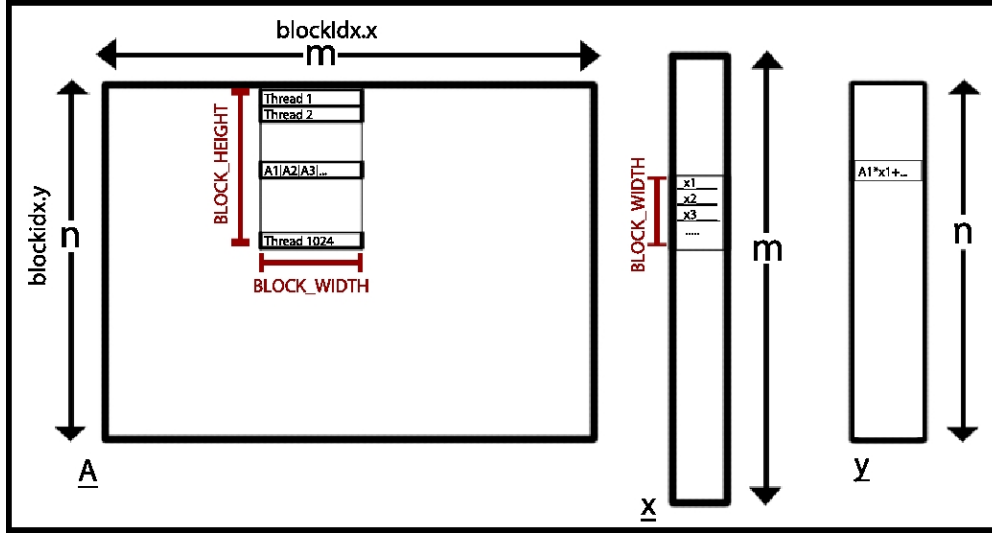 blockIdx.x
m
blockidx.y
n
BLOCK_HEIGHT
Thread 1
Thread 2
A1|A2|A3|...
Thread 1024
BLOCK_WIDTH
A
BLOCK_WIDTH
x1
x2
x3
.....
m
x
A1*x1+...
n
y